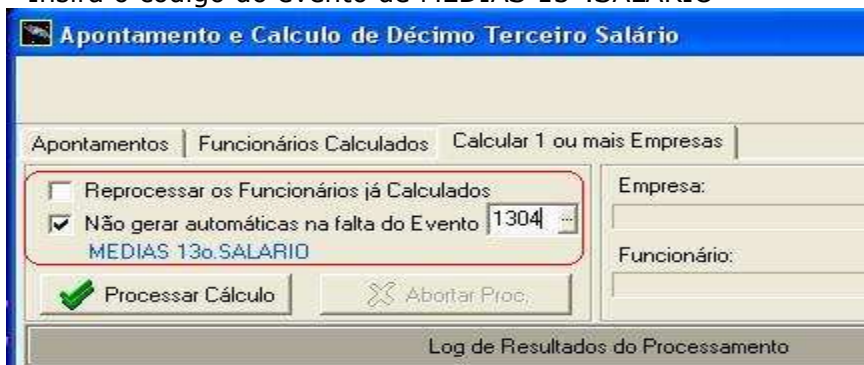 Insira o código do evento de MEDIAS 13º.SALARIO
Apontamento e Calculo de Décimo Terceiro Salário
Apontamentos Funcionários Calculados Calcular 1 ou mais Empresas
Reprocessar os Funcionários já Calculados
Empresa:
Não gerar automáticas na falta do Evento 1304 ...
MEDIAS 13o.SALARIO
Funcionário:
Processar Cálculo Abortar Proc.
Log de Resultados do Processamento